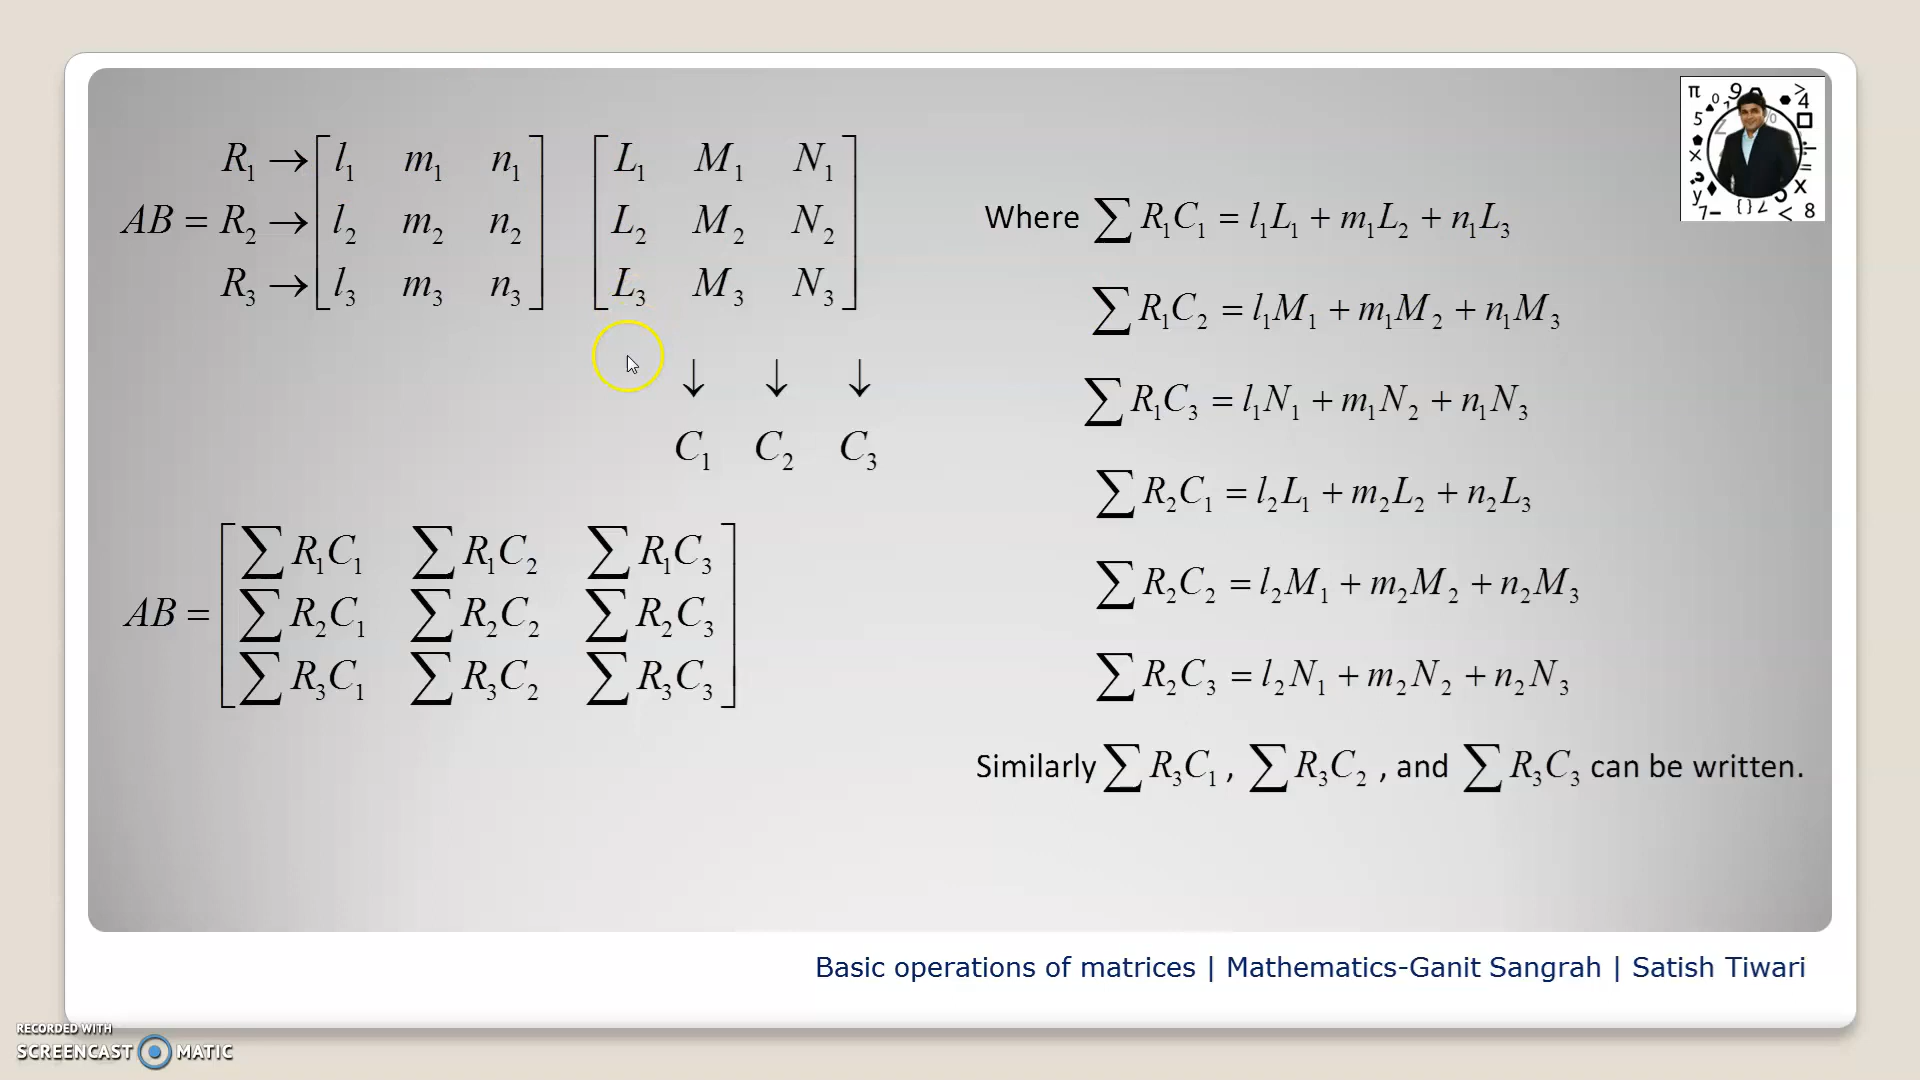 R₁ → [ l₁ m₁ n₁ ] [ L₁ M₁ N₁ ]
AB = R₂ → [ l₂ m₂ n₂ ] [ L₂ M₂ N₂ ]
R₃ → [ l₃ m₃ n₃ ] [ L₃ M₃ N₃ ]
↓ ↓ ↓
C₁ C₂ C₃
[ ∑ R₁C₁ ∑ R₁C₂ ∑ R₁C₃ ]
AB = [ ∑ R₂C₁ ∑ R₂C₂ ∑ R₂C₃ ]
[ ∑ R₃C₁ ∑ R₃C₂ ∑ R₃C₃ ]
Where ∑ R₁C₁ = l₁L₁ + m₁L₂ + n₁L₃
∑ R₁C₂ = l₁M₁ + m₁M₂ + n₁M₃
∑ R₁C₃ = l₁N₁ + m₁N₂ + n₁N₃
∑ R₂C₁ = l₂L₁ + m₂L₂ + n₂L₃
∑ R₂C₂ = l₂M₁ + m₂M₂ + n₂M₃
∑ R₂C₃ = l₂N₁ + m₂N₂ + n₂N₃
Similarly ∑ R₃C₁ , ∑ R₃C₂ , and ∑ R₃C₃ can be written.
Basic operations of matrices | Mathematics-Ganit Sangrah | Satish Tiwari
RECORDED WITH
SCREENCAST MATIC